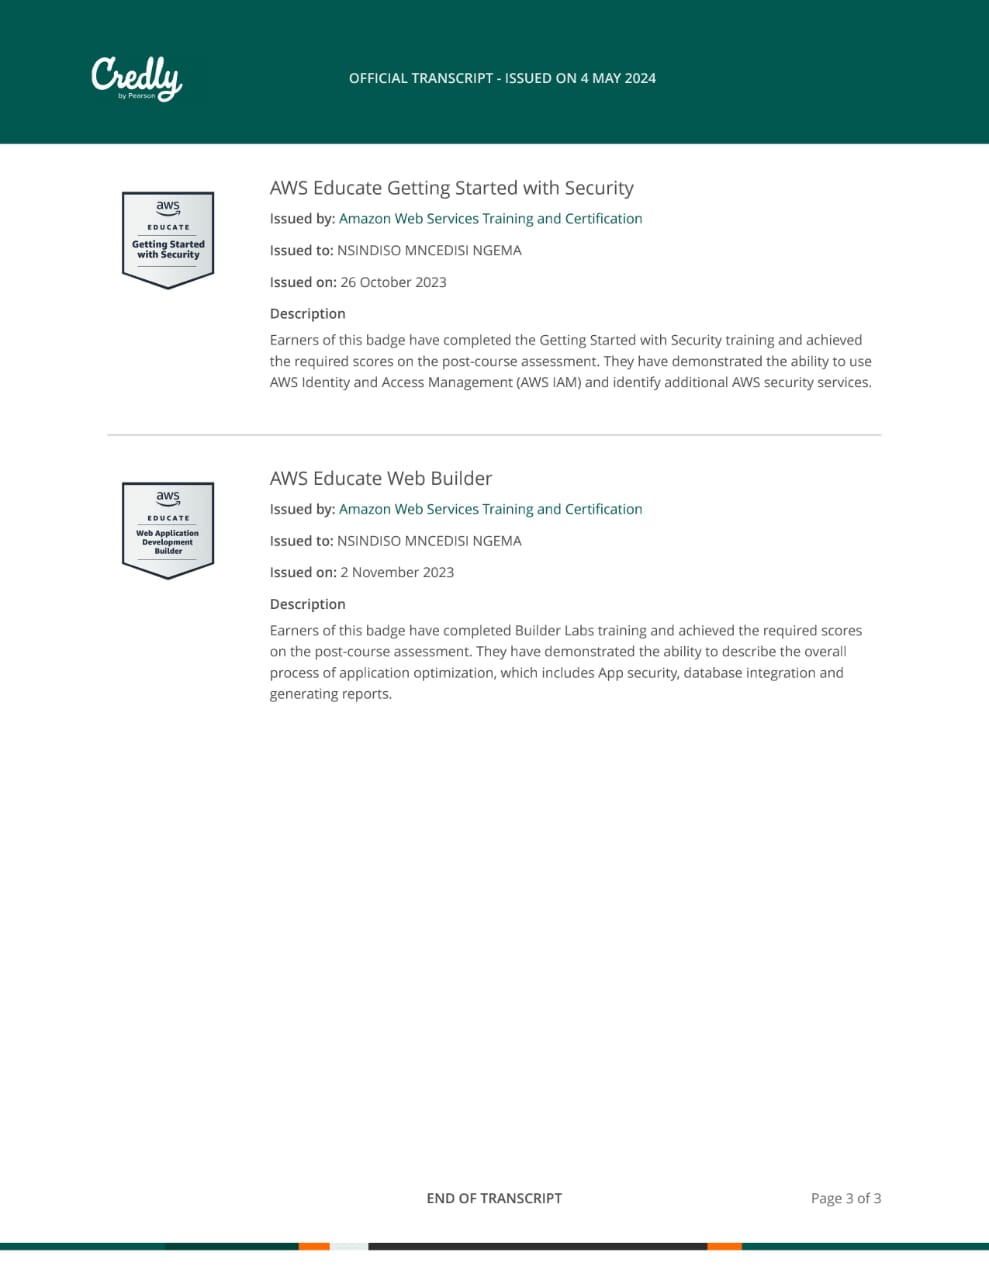 Credly
by Pearson
OFFICIAL TRANSCRIPT - ISSUED ON 4 MAY 2024
aws
EDUCATE
Getting Started
with Security
AWS Educate Getting Started with Security
Issued by: Amazon Web Services Training and Certification
Issued to: NSINDISO MNCEDISI NGEMA
Issued on: 26 October 2023
Description
Earners of this badge have completed the Getting Started with Security training and achieved
the required scores on the post-course assessment. They have demonstrated the ability to use
AWS Identity and Access Management (AWS IAM) and identify additional AWS security services.
aws
EDUCATE
Web Application
Development
Builder
AWS Educate Web Builder
Issued by: Amazon Web Services Training and Certification
Issued to: NSINDISO MNCEDISI NGEMA
Issued on: 2 November 2023
Description
Earners of this badge have completed Builder Labs training and achieved the required scores
on the post-course assessment. They have demonstrated the ability to describe the overall
process of application optimization, which includes App security, database integration and
generating reports.
END OF TRANSCRIPT
Page 3 of 3